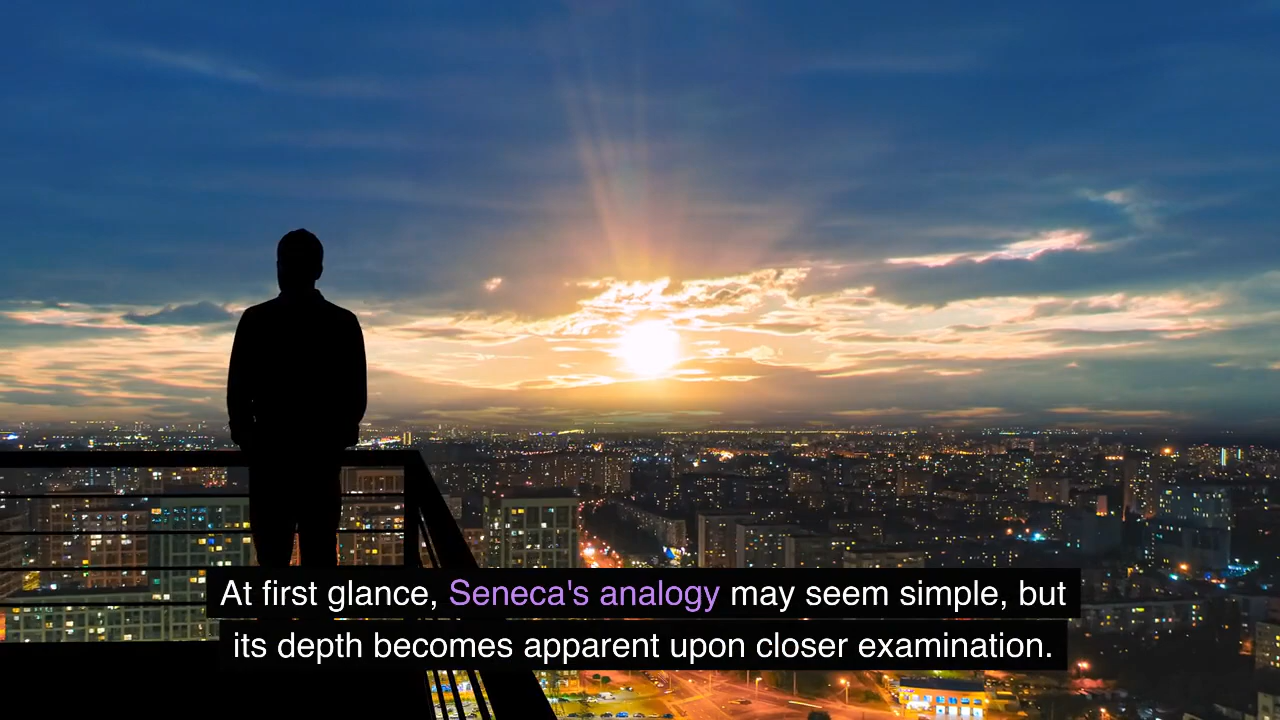 At first glance, Seneca's analogy may seem simple, but
its depth becomes apparent upon closer examination.